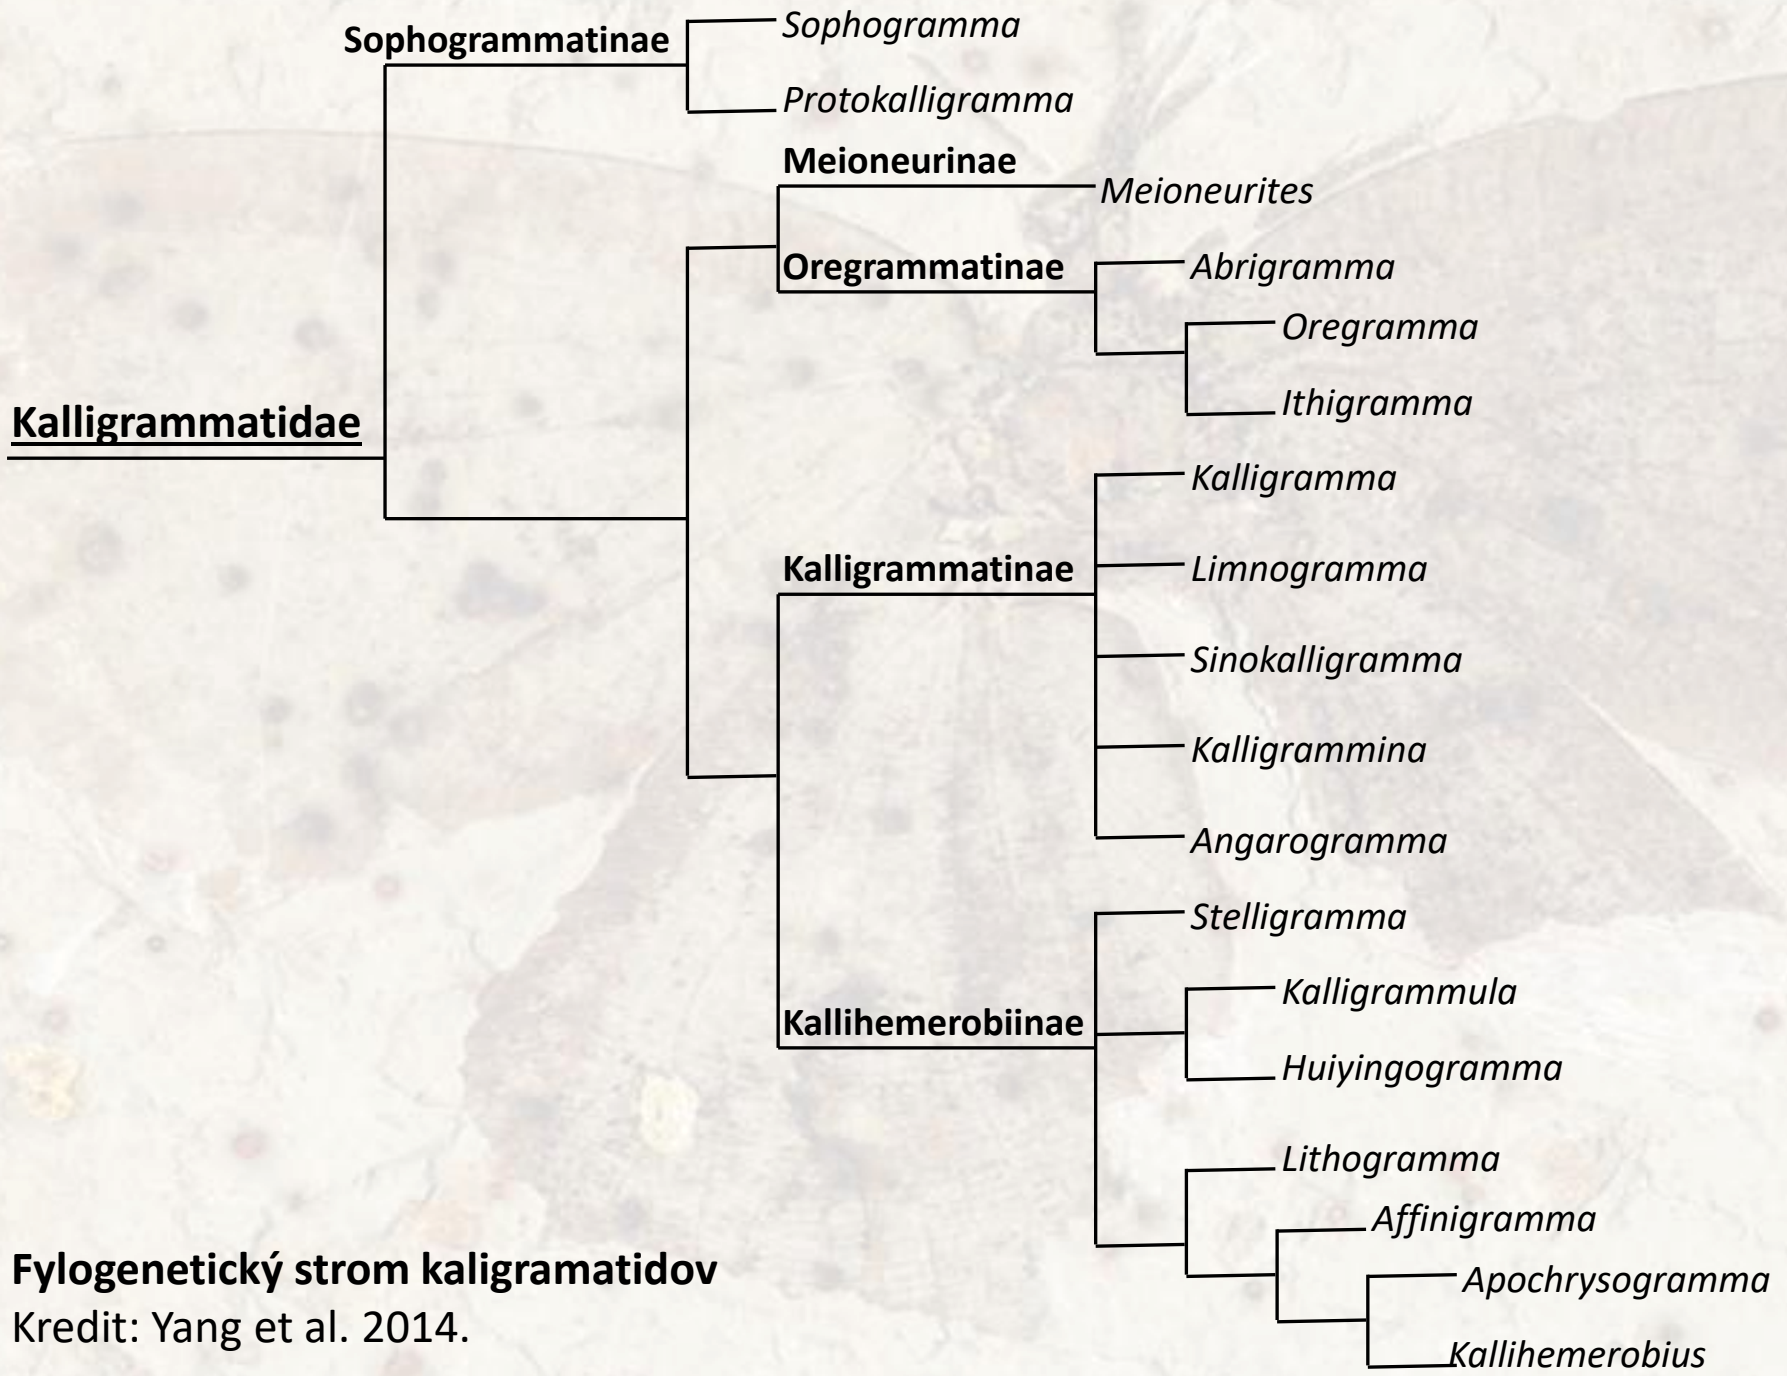 Sophogrammatinae
Sophogramma
Protokalligramma
Meioneurinae
Meioneurites
Oregrammatinae
Abrigramma
Oregramma
Ithigramma
Kalligrammatidae
Kalligramma
Kalligrammatinae
Limnogramma
Sinokalligramma
Kalligrammina
Angarogramma
Stelligramma
Kalligrammula
Kallihemerobiinae
Huiyingogramma
Lithogramma
Affinigramma
Apochrysogramma
Kallihemerobius
Fylogenetický strom kaligramatidov
Kredit: Yang et al. 2014.